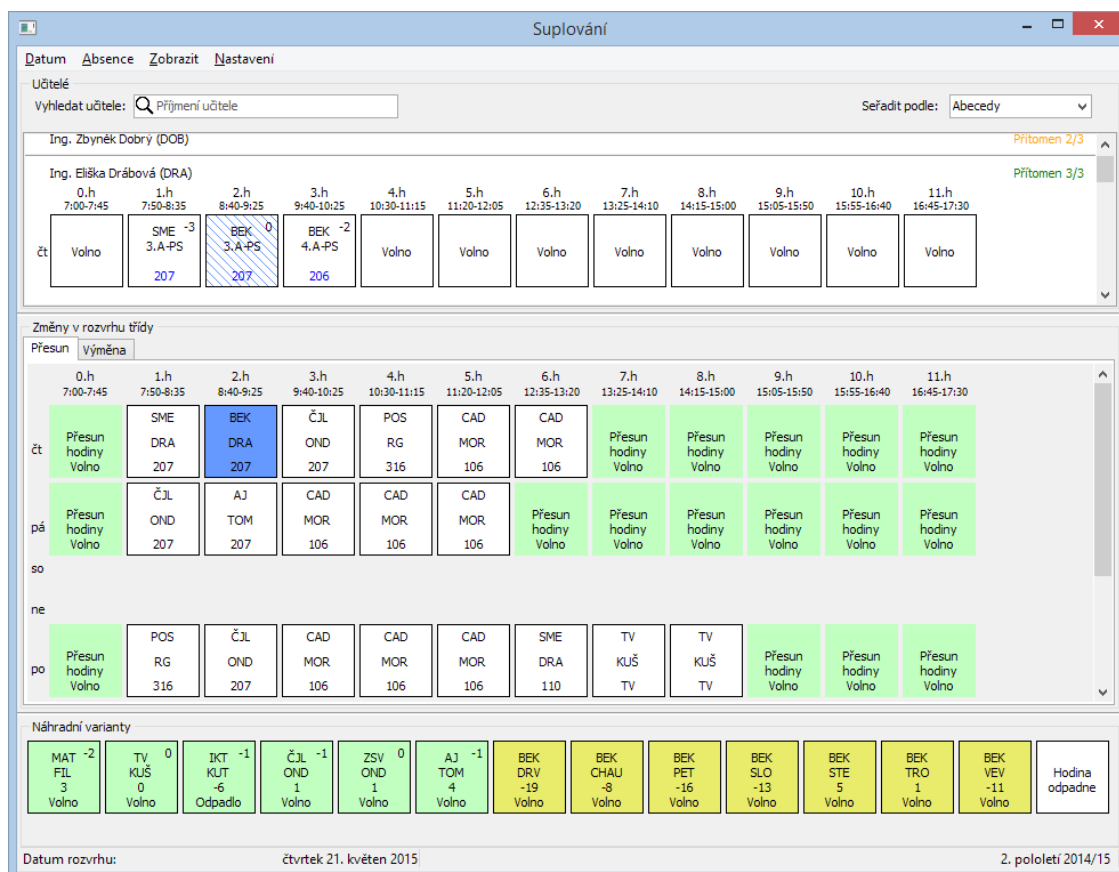 Suplování
Datum Absence Zobrazit Nastavení
Učitelé
Vyhledat učitele: Příjmení učitele Seřadit podle: Abecedy
Ing. Zbyněk Dobrý (DOB) Přítomen 2/3
Ing. Eliška Drábová (DRA) Přítomen 3/3
0.h 1.h 2.h 3.h 4.h 5.h 6.h 7.h 8.h 9.h 10.h 11.h
7:00-7:45 7:50-8:35 8:40-9:25 9:40-10:25 10:30-11:15 11:20-12:05 12:35-13:20 13:25-14:10 14:15-15:00 15:05-15:50 15:55-16:40 16:45-17:30
SME -3 BEK 0 BEK -2
čt Volno 3.A-PS 3.A-PS 4.A-PS Volno Volno Volno Volno Volno Volno Volno Volno
207 207 206
Změny v rozvrhu třídy
Přesun Výměna
0.h 1.h 2.h 3.h 4.h 5.h 6.h 7.h 8.h 9.h 10.h 11.h
7:00-7:45 7:50-8:35 8:40-9:25 9:40-10:25 10:30-11:15 11:20-12:05 12:35-13:20 13:25-14:10 14:15-15:00 15:05-15:50 15:55-16:40 16:45-17:30
SME BEK ČJL POS CAD CAD
Přesun Přesun Přesun Přesun Přesun Přesun
čt hodiny DRA DRA OND RG MOR MOR hodiny hodiny hodiny hodiny hodiny
Volno 207 207 207 316 106 106 Volno Volno Volno Volno Volno
ČJL AJ CAD CAD CAD
Přesun Přesun Přesun Přesun Přesun Přesun Přesun
pá hodiny OND TOM MOR MOR MOR hodiny hodiny hodiny hodiny hodiny hodiny
Volno 207 207 106 106 106 Volno Volno Volno Volno Volno Volno
so
ne
POS ČJL CAD CAD CAD SME TV TV
Přesun Přesun Přesun Přesun
po hodiny RG OND MOR MOR MOR DRA KUŠ KUŠ hodiny hodiny hodiny
Volno 316 207 106 106 106 110 TV TV Volno Volno Volno
Náhradní varianty
MAT -2 TV 0 IKT -1 ČJL -1 ZSV 0 AJ -1 BEK BEK BEK BEK BEK BEK BEK
FIL KUŠ KUT OND OND TOM DRV CHAU PET SLO STE TRO VEV Hodina
3 0 -6 1 1 4 -19 -8 -16 -13 5 1 -11 odpadne
Volno Volno Odpadlo Volno Volno Volno Volno Volno Volno Volno Volno Volno Volno
Datum rozvrhu: čtvrtek 21. květen 2015 2. pololetí 2014/15